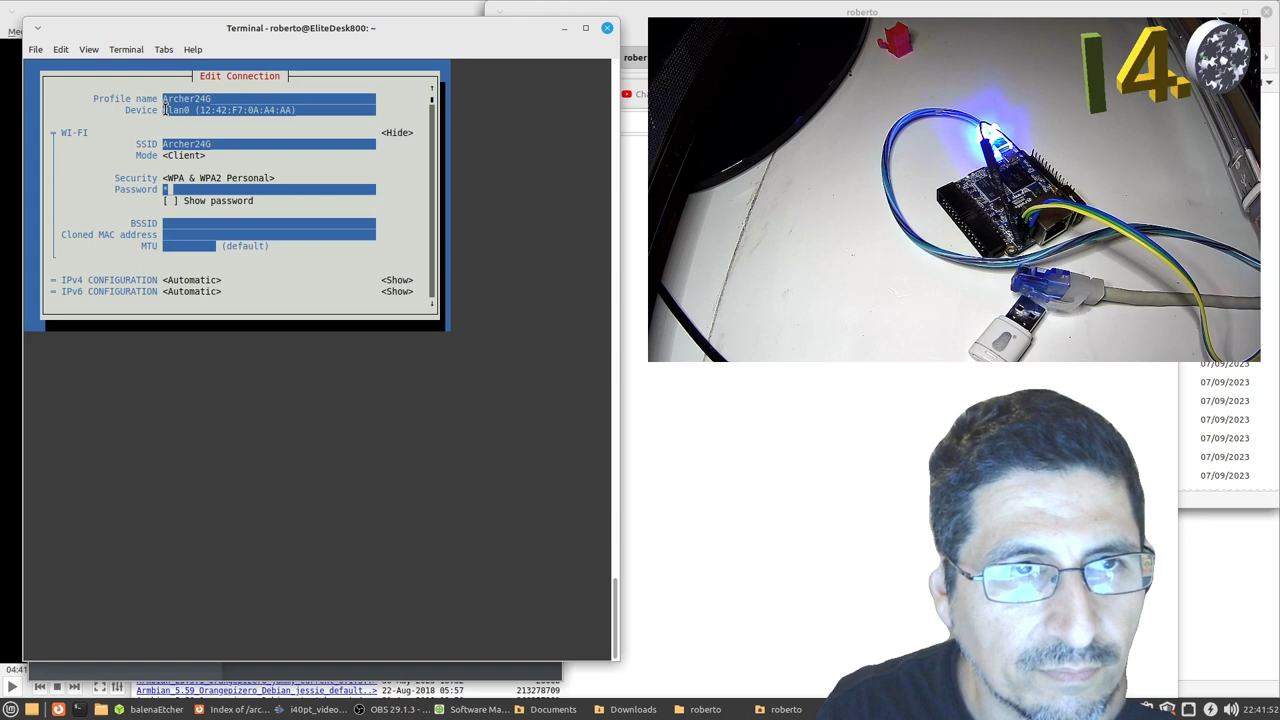 roberto
Terminal - roberto@EliteDesk800: ~
File Edit View Terminal Tabs Help
Edit Connection
Profile name Archer24G
Device wlan0 (12:42:F7:0A:A4:AA)
WI-FI <Hide>
SSID Archer24G
Mode <Client>
Security <WPA & WPA2 Personal>
Password *
[ ] Show password
BSSID
Cloned MAC address
MTU (default)
IPv4 CONFIGURATION <Automatic> <Show>
IPv6 CONFIGURATION <Automatic> <Show>
I4.0
07/09/2023
07/09/2023
07/09/2023
07/09/2023
07/09/2023
07/09/2023
07/09/2023
04:41
Armbian_5.59_Orangepizero_Debian_jessie_default..> 22-Aug-2018 05:57 213278709
balenaEtcher Index of /arc... i40pt_video... OBS 29.1.3 - ... Software Ma... Documents Downloads roberto roberto 22:41:52